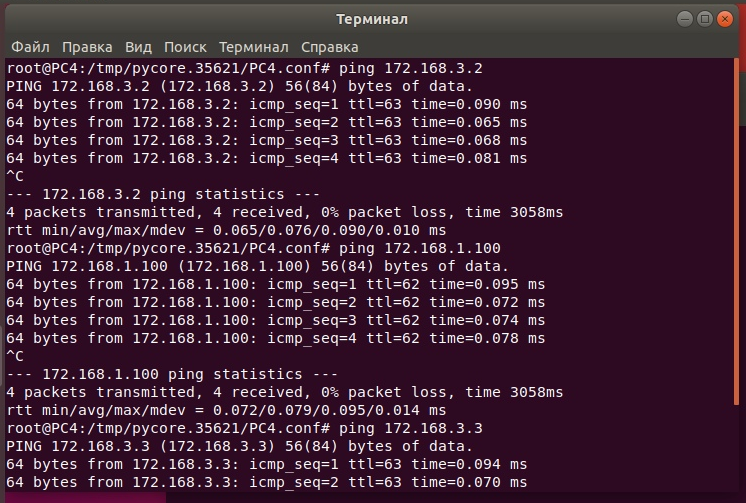 Терминал
Файл Правка Вид Поиск Терминал Справка
root@PC4:/tmp/pycore.35621/PC4.conf# ping 172.168.3.2
PING 172.168.3.2 (172.168.3.2) 56(84) bytes of data.
64 bytes from 172.168.3.2: icmp_seq=1 ttl=63 time=0.090 ms
64 bytes from 172.168.3.2: icmp_seq=2 ttl=63 time=0.065 ms
64 bytes from 172.168.3.2: icmp_seq=3 ttl=63 time=0.068 ms
64 bytes from 172.168.3.2: icmp_seq=4 ttl=63 time=0.081 ms
^C
--- 172.168.3.2 ping statistics ---
4 packets transmitted, 4 received, 0% packet loss, time 3058ms
rtt min/avg/max/mdev = 0.065/0.076/0.090/0.010 ms
root@PC4:/tmp/pycore.35621/PC4.conf# ping 172.168.1.100
PING 172.168.1.100 (172.168.1.100) 56(84) bytes of data.
64 bytes from 172.168.1.100: icmp_seq=1 ttl=62 time=0.095 ms
64 bytes from 172.168.1.100: icmp_seq=2 ttl=62 time=0.072 ms
64 bytes from 172.168.1.100: icmp_seq=3 ttl=62 time=0.074 ms
64 bytes from 172.168.1.100: icmp_seq=4 ttl=62 time=0.078 ms
^C
--- 172.168.1.100 ping statistics ---
4 packets transmitted, 4 received, 0% packet loss, time 3058ms
rtt min/avg/max/mdev = 0.072/0.079/0.095/0.014 ms
root@PC4:/tmp/pycore.35621/PC4.conf# ping 172.168.3.3
PING 172.168.3.3 (172.168.3.3) 56(84) bytes of data.
64 bytes from 172.168.3.3: icmp_seq=1 ttl=63 time=0.094 ms
64 bytes from 172.168.3.3: icmp_seq=2 ttl=63 time=0.070 ms